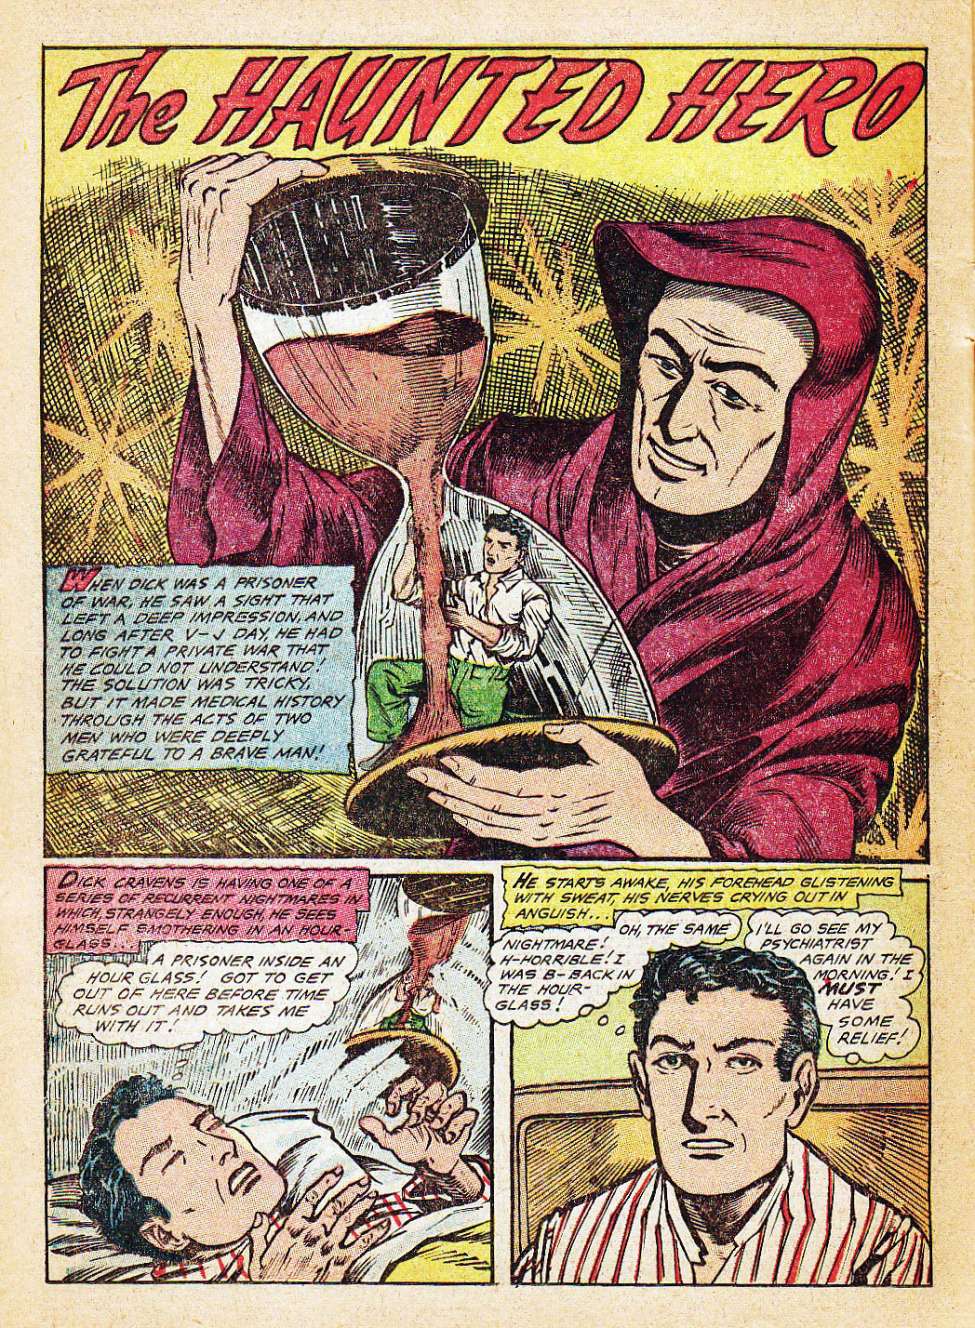 The HAUNTED HERO
WHEN DICK WAS A PRISONER
OF WAR, HE SAW A SIGHT THAT
LEFT A DEEP IMPRESSION, AND
LONG AFTER V-J DAY, HE HAD
TO FIGHT A PRIVATE WAR THAT
HE COULD NOT UNDERSTAND!
THE SOLUTION WAS TRICKY,
BUT IT MADE MEDICAL HISTORY
THROUGH THE ACTS OF TWO
MEN WHO WERE DEEPLY
GRATEFUL TO A BRAVE MAN!
DICK CRAVENS IS HAVING ONE OF A
SERIES OF RECURRENT NIGHTMARES IN
WHICH, STRANGELY ENOUGH, HE SEES
HIMSELF SMOTHERING IN AN HOUR-
GLASS...
A PRISONER INSIDE AN
HOUR GLASS! GOT TO GET
OUT OF HERE BEFORE TIME
RUNS OUT AND TAKES ME
WITH IT!
HE STARTS AWAKE, HIS FOREHEAD GLISTENING
WITH SWEAT, HIS NERVES CRYING OUT IN
ANGUISH...
OH, THE SAME
NIGHTMARE!
H-HORRIBLE! I
WAS B-BACK IN
THE HOUR-
GLASS!
I'LL GO SEE MY
PSYCHIATRIST
AGAIN IN THE
MORNING! I
MUST
HAVE
SOME
RELIEF!